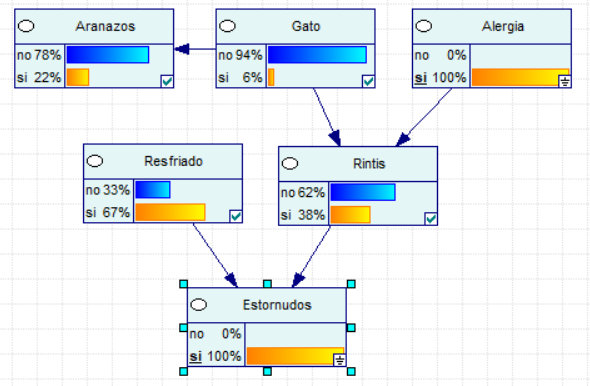 Aranazos
no 78%
si 22%
Gato
no 94%
si 6%
Alergia
no 0%
si 100%
Resfriado
no 33%
si 67%
Rintis
no 62%
si 38%
Estornudos
no 0%
si 100%